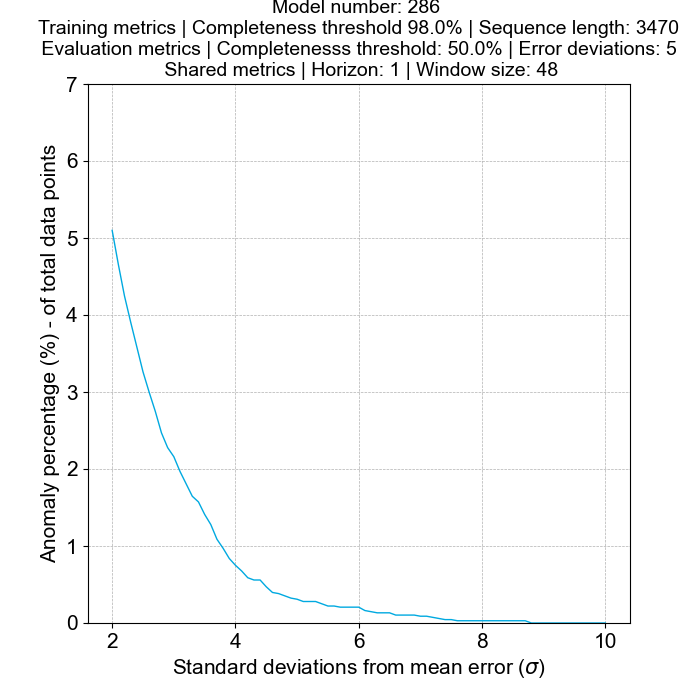 Model number: 286
Training metrics | Completeness threshold 98.0% | Sequence length: 3470
Evaluation metrics | Completenesss threshold: 50.0% | Error deviations: 5
Shared metrics | Horizon: 1 | Window size: 48
7
6
5
4
3
2
1
0
Anomaly percentage (%) - of total data points
2 4 6 8 10
Standard deviations from mean error (σ)